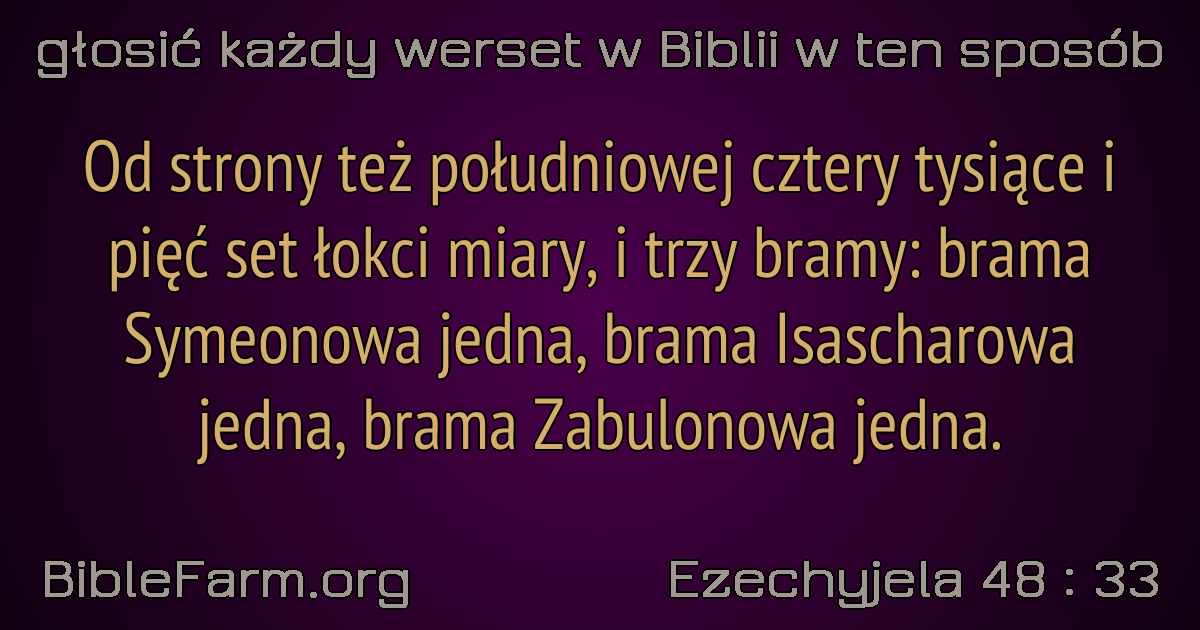 głosić każdy werset w Biblii w ten sposób
Od strony też południowej cztery tysiące i
pięć set łokci miary, i trzy bramy: brama
Symeonowa jedna, brama Isascharowa
jedna, brama Zabulonowa jedna.
BibleFarm.org
Ezechyjela 48 : 33